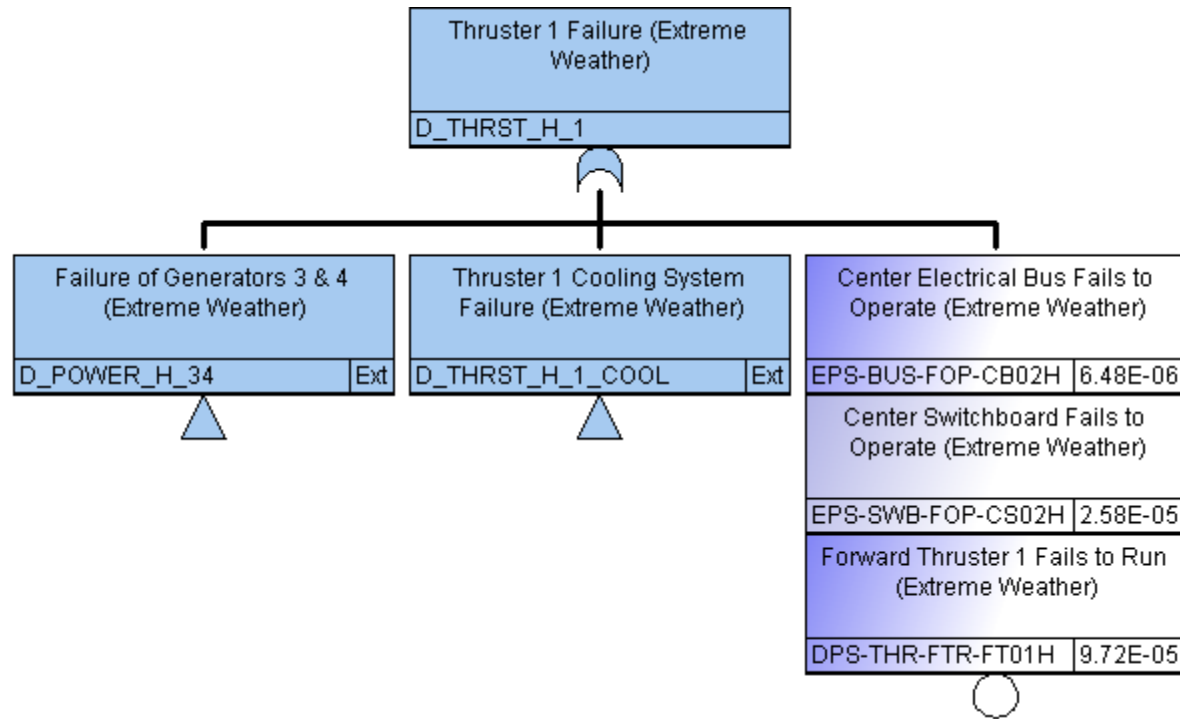 Thruster 1 Failure (Extreme
Weather)
D_THRST_H_1
Failure of Generators 3 & 4
(Extreme Weather)
D_POWER_H_34 Ext
Thruster 1 Cooling System
Failure (Extreme Weather)
D_THRST_H_1_COOL Ext
Center Electrical Bus Fails to
Operate (Extreme Weather)
EPS-BUS-FOP-CB02H 6.48E-06
Center Switchboard Fails to
Operate (Extreme Weather)
EPS-SWB-FOP-CS02H 2.58E-05
Forward Thruster 1 Fails to Run
(Extreme Weather)
DPS-THR-FTR-FT01H 9.72E-05